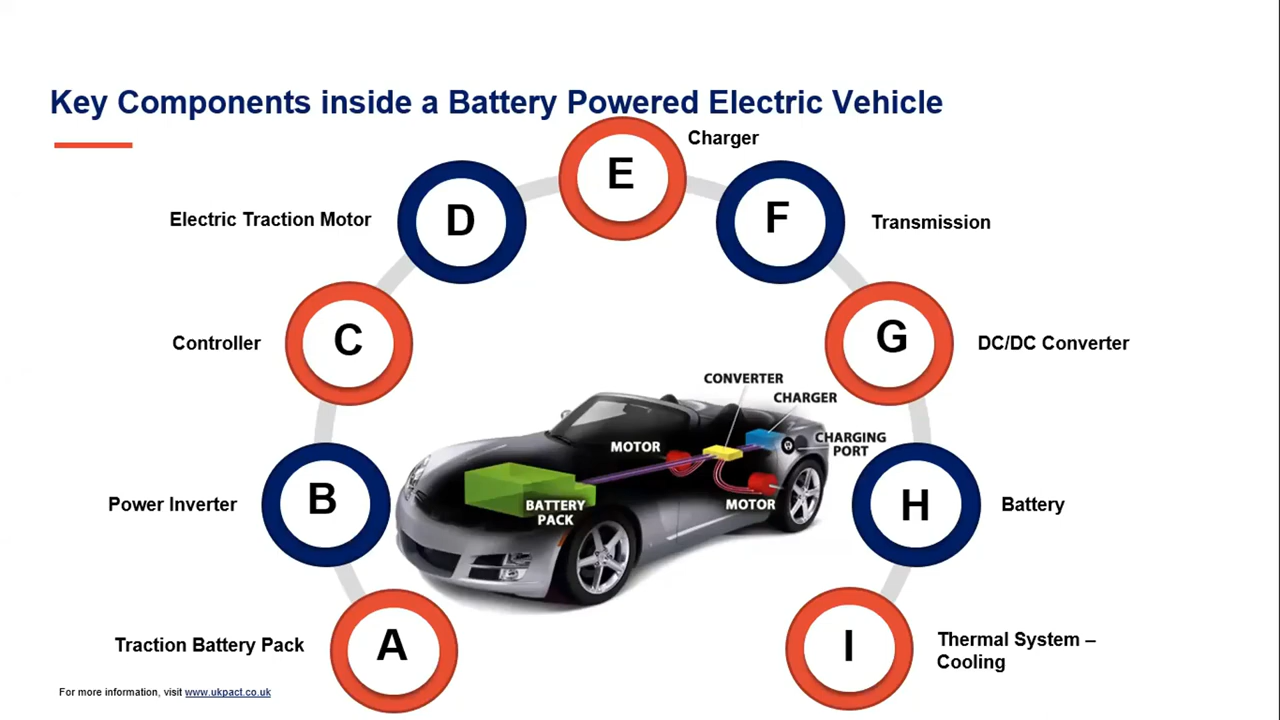 Key Components inside a Battery Powered Electric Vehicle
E
Charger
D
Electric Traction Motor
F
Transmission
C
Controller
G
DC/DC Converter
CONVERTER
CHARGER
MOTOR
CHARGING
PORT
BATTERY
PACK
MOTOR
B
Power Inverter
H
Battery
A
Traction Battery Pack
I
Thermal System –
Cooling
For more information, visit www.ukpact.co.uk